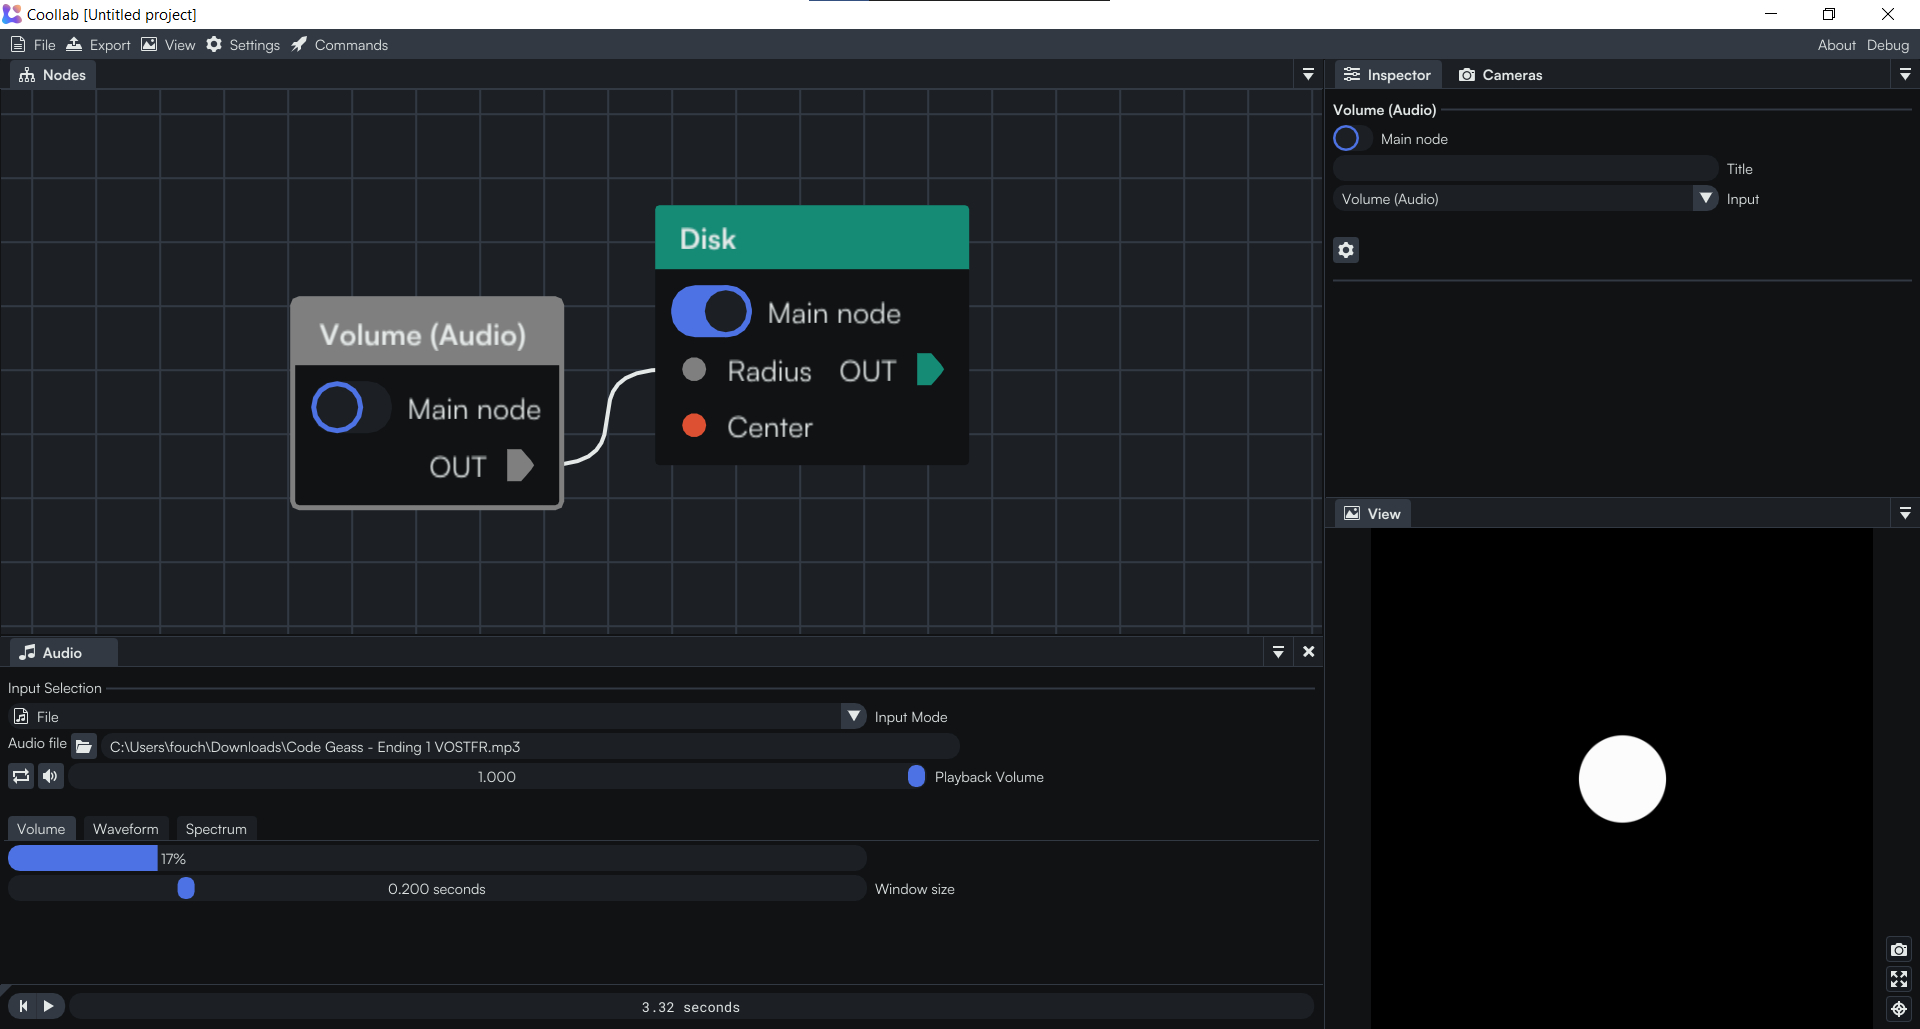 Coollab [Untitled project]
File Export View Settings Commands About Debug
Nodes
Disk
Main node
Radius OUT
Center
Volume (Audio)
Main node
OUT
Inspector Cameras
Volume (Audio)
Main node
Title
Volume (Audio) Input
View
Audio
Input Selection
File Input Mode
Audio file C:\Users\fouch\Downloads\Code Geass - Ending 1 VOSTFR.mp3
1.000 Playback Volume
Volume Waveform Spectrum
17%
0.200 seconds Window size
3.32 seconds